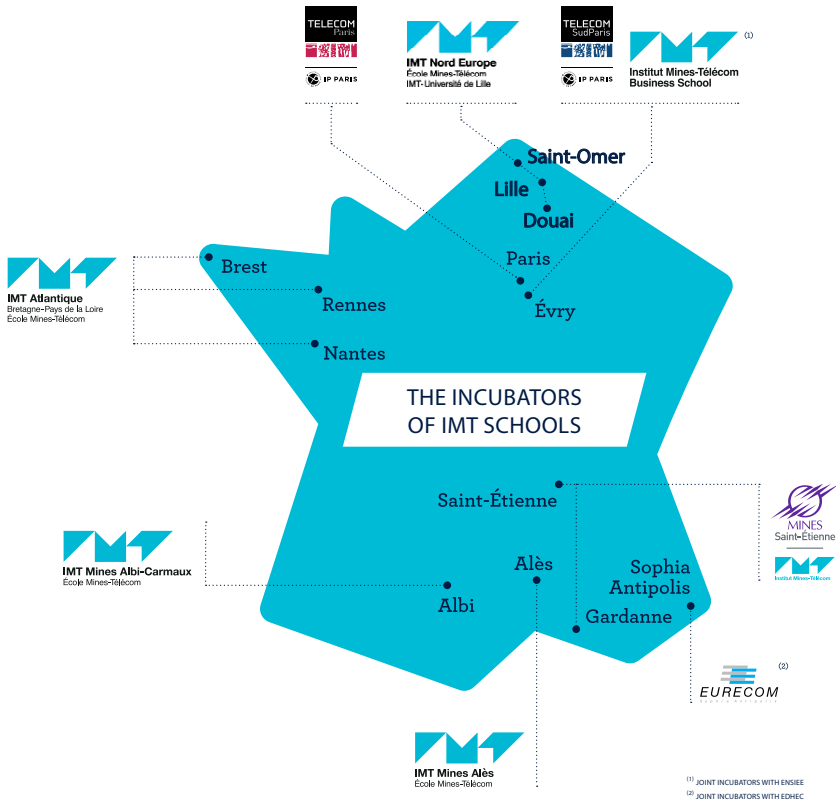 TELECOM
Paris
IP PARIS
IMT Nord Europe
École Mines-Télécom
IMT-Université de Lille
TELECOM
SudParis
IP PARIS
Institut Mines-Télécom
Business School
(1)
Saint-Omer
Lille
Douai
Paris
Évry
Brest
Rennes
Nantes
IMT Atlantique
Bretagne-Pays de la Loire
École Mines-Télécom
THE INCUBATORS
OF IMT SCHOOLS
Saint-Étienne
MINES
Saint-Étienne
Institut Mines-Télécom
IMT Mines Albi-Carmaux
École Mines-Télécom
Albi
Alès
Sophia
Antipolis
Gardanne
EURECOM
Sophia Antipolis
(2)
IMT Mines Alès
École Mines-Télécom
(1) JOINT INCUBATORS WITH ENSIEE
(2) JOINT INCUBATORS WITH EDHEC